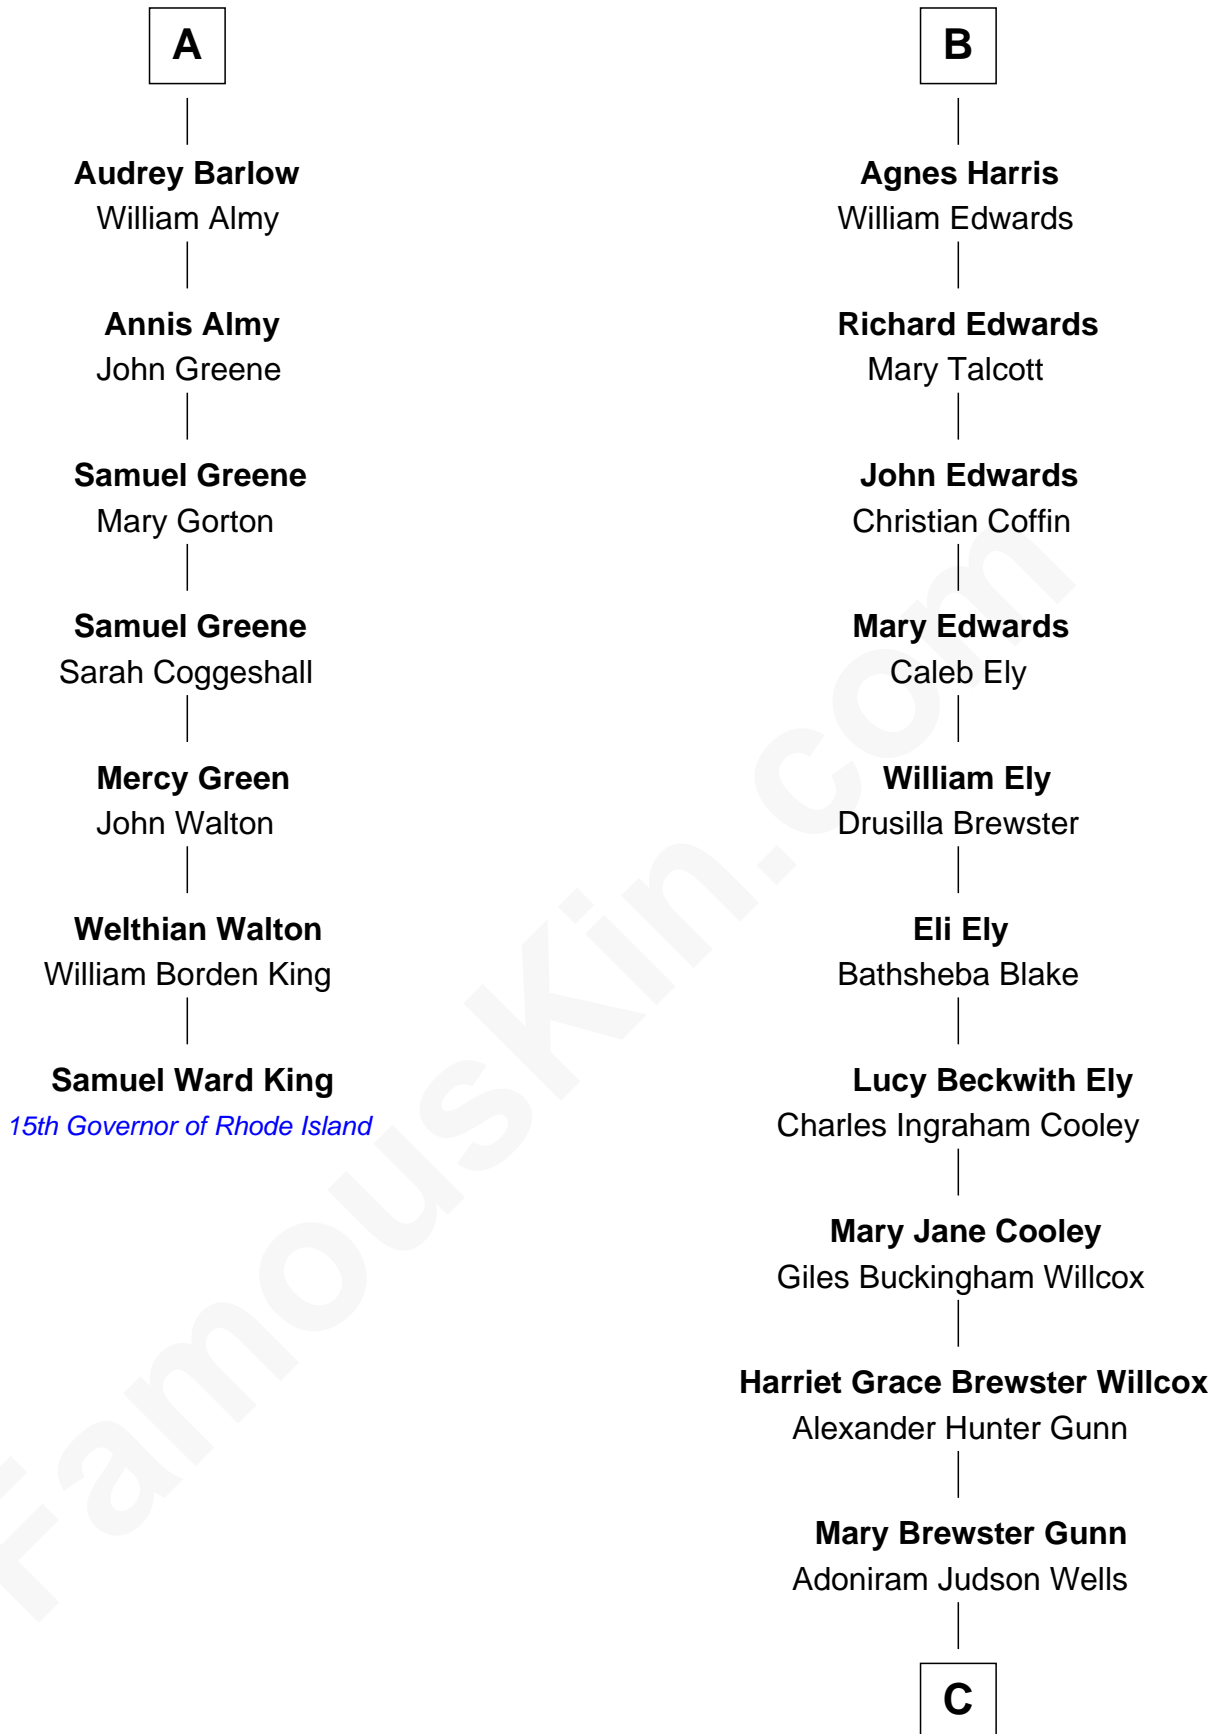 A
Audrey Barlow
William Almy
Annis Almy
John Greene
Samuel Greene
Mary Gorton
Samuel Greene
Sarah Coggeshall
Mercy Green
John Walton
Welthian Walton
William Borden King
Samuel Ward King
15th Governor of Rhode Island
B
Agnes Harris
William Edwards
Richard Edwards
Mary Talcott
John Edwards
Christian Coffin
Mary Edwards
Caleb Ely
William Ely
Drusilla Brewster
Eli Ely
Bathsheba Blake
Lucy Beckwith Ely
Charles Ingraham Cooley
Mary Jane Cooley
Giles Buckingham Willcox
Harriet Grace Brewster Willcox
Alexander Hunter Gunn
Mary Brewster Gunn
Adoniram Judson Wells
C
FamousKin.com